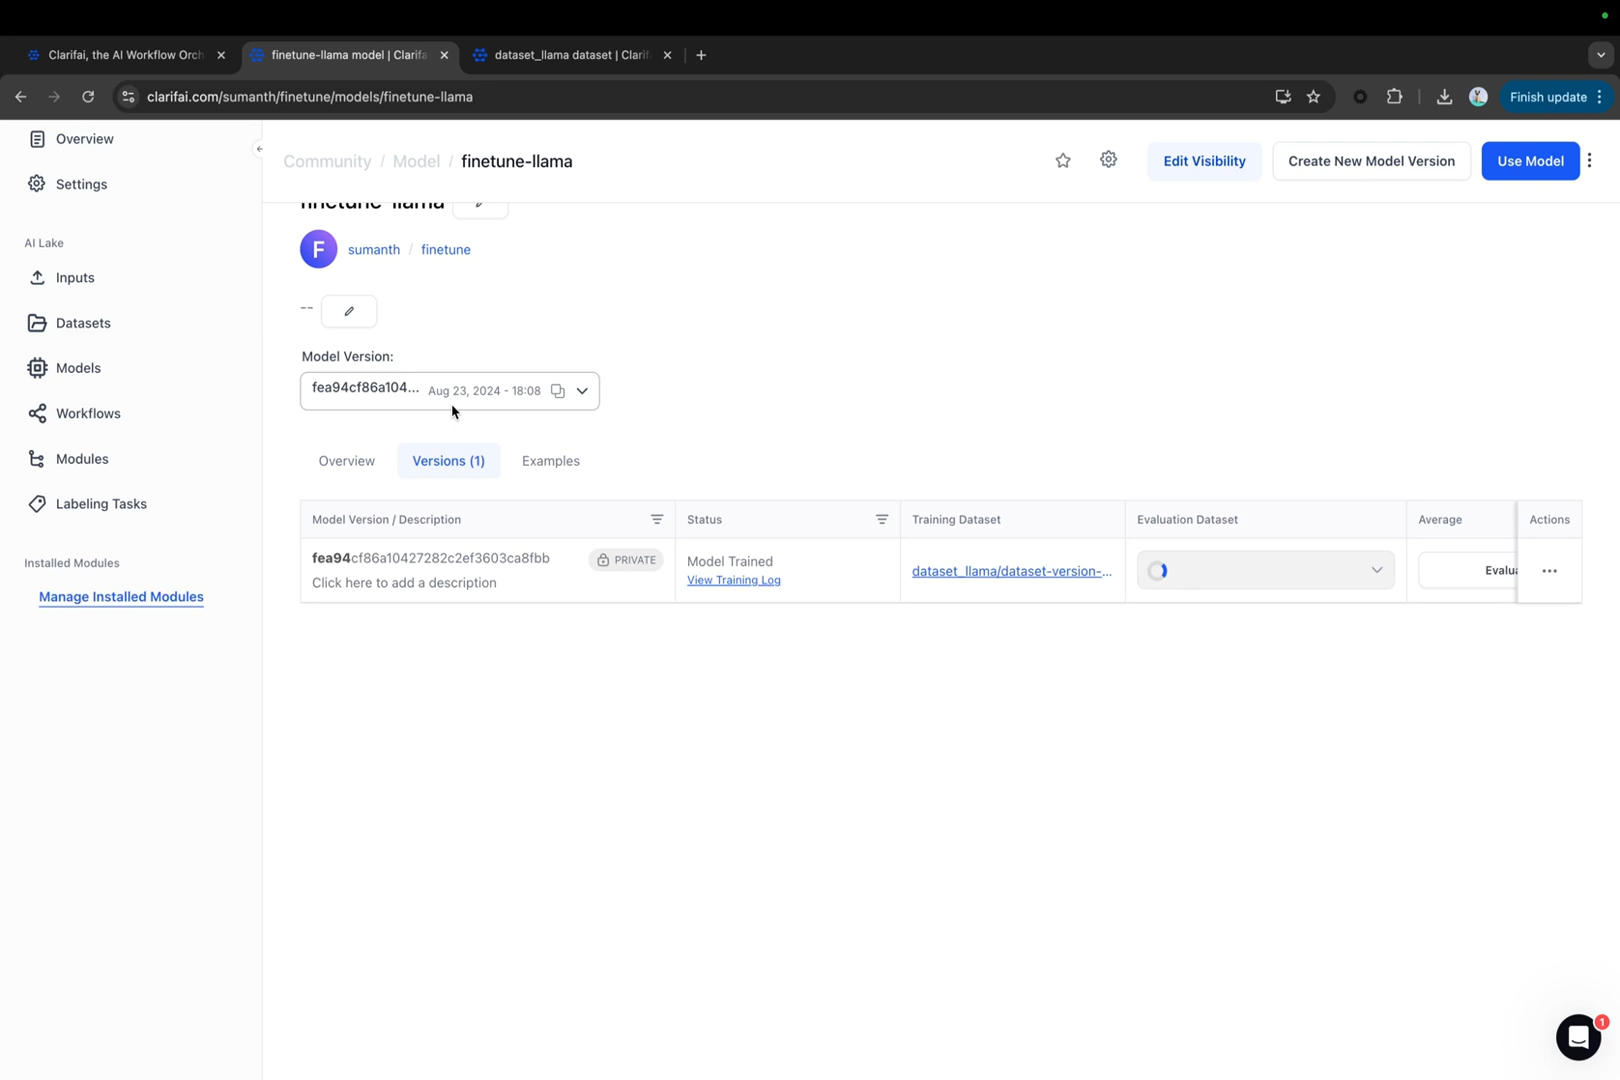 Clarifai, the AI Workflow Orch
finetune-llama model | Clarifa
dataset_llama dataset | Clarif
clarifai.com/sumanth/finetune/models/finetune-llama
Finish update
Overview
Settings
AI Lake
Inputs
Datasets
Models
Workflows
Modules
Labeling Tasks
Installed Modules
Manage Installed Modules
Community / Model / finetune-llama
Edit Visibility
Create New Model Version
Use Model
finetune-llama
F
sumanth / finetune
--
Model Version:
fea94cf86a104... Aug 23, 2024 - 18:08
Overview
Versions (1)
Examples
Model Version / Description
Status
Training Dataset
Evaluation Dataset
Average
Actions
fea94cf86a10427282c2ef3603ca8fbb
PRIVATE
Click here to add a description
Model Trained
View Training Log
dataset_llama/dataset-version-...
Evalua
1